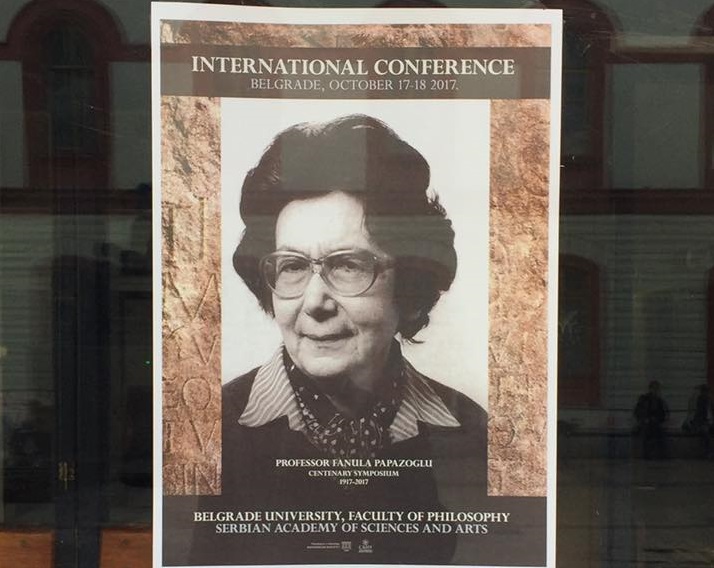 INTERNATIONAL CONFERENCE
BELGRADE, OCTOBER 17-18 2017.
PROFESSOR FANULA PAPAZOGLU
CENTENARY SYMPOSIUM
1917-2017
BELGRADE UNIVERSITY, FACULTY OF PHILOSOPHY
SERBIAN ACADEMY OF SCIENCES AND ARTS